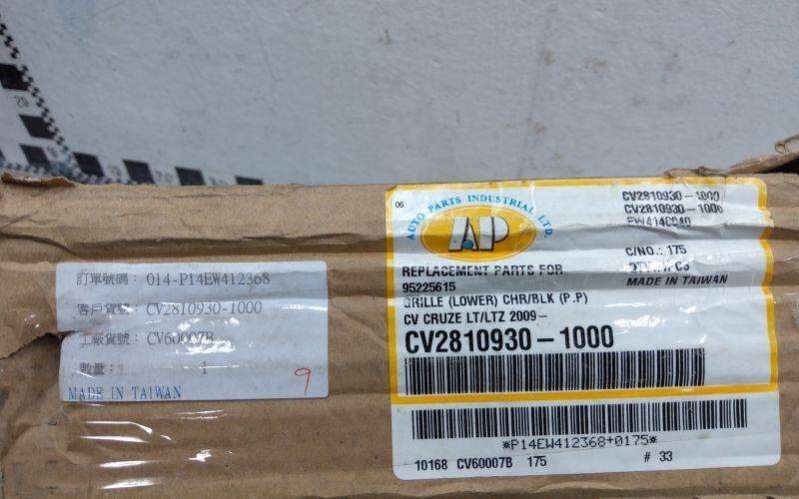 訂單號碼： 014-P14EW412368
客戶貨號： CV2810930-1000
工廠貨號： CV60007B
數量： 1
9
MADE IN TAIWAN
06
AUTO PARTS INDUSTRIAL LTD.
AP
CV2810930-1000
CV2810930-1000
C/NO.: 175
MADE IN TAIWAN
REPLACEMENT PARTS FOR
95225615
GRILLE (LOWER) CHR/BLK (P.P)
CV CRUZE LT/LTZ 2009-
CV2810930-1000
*P14EW412368+0175*
10168 CV60007B 175 # 33